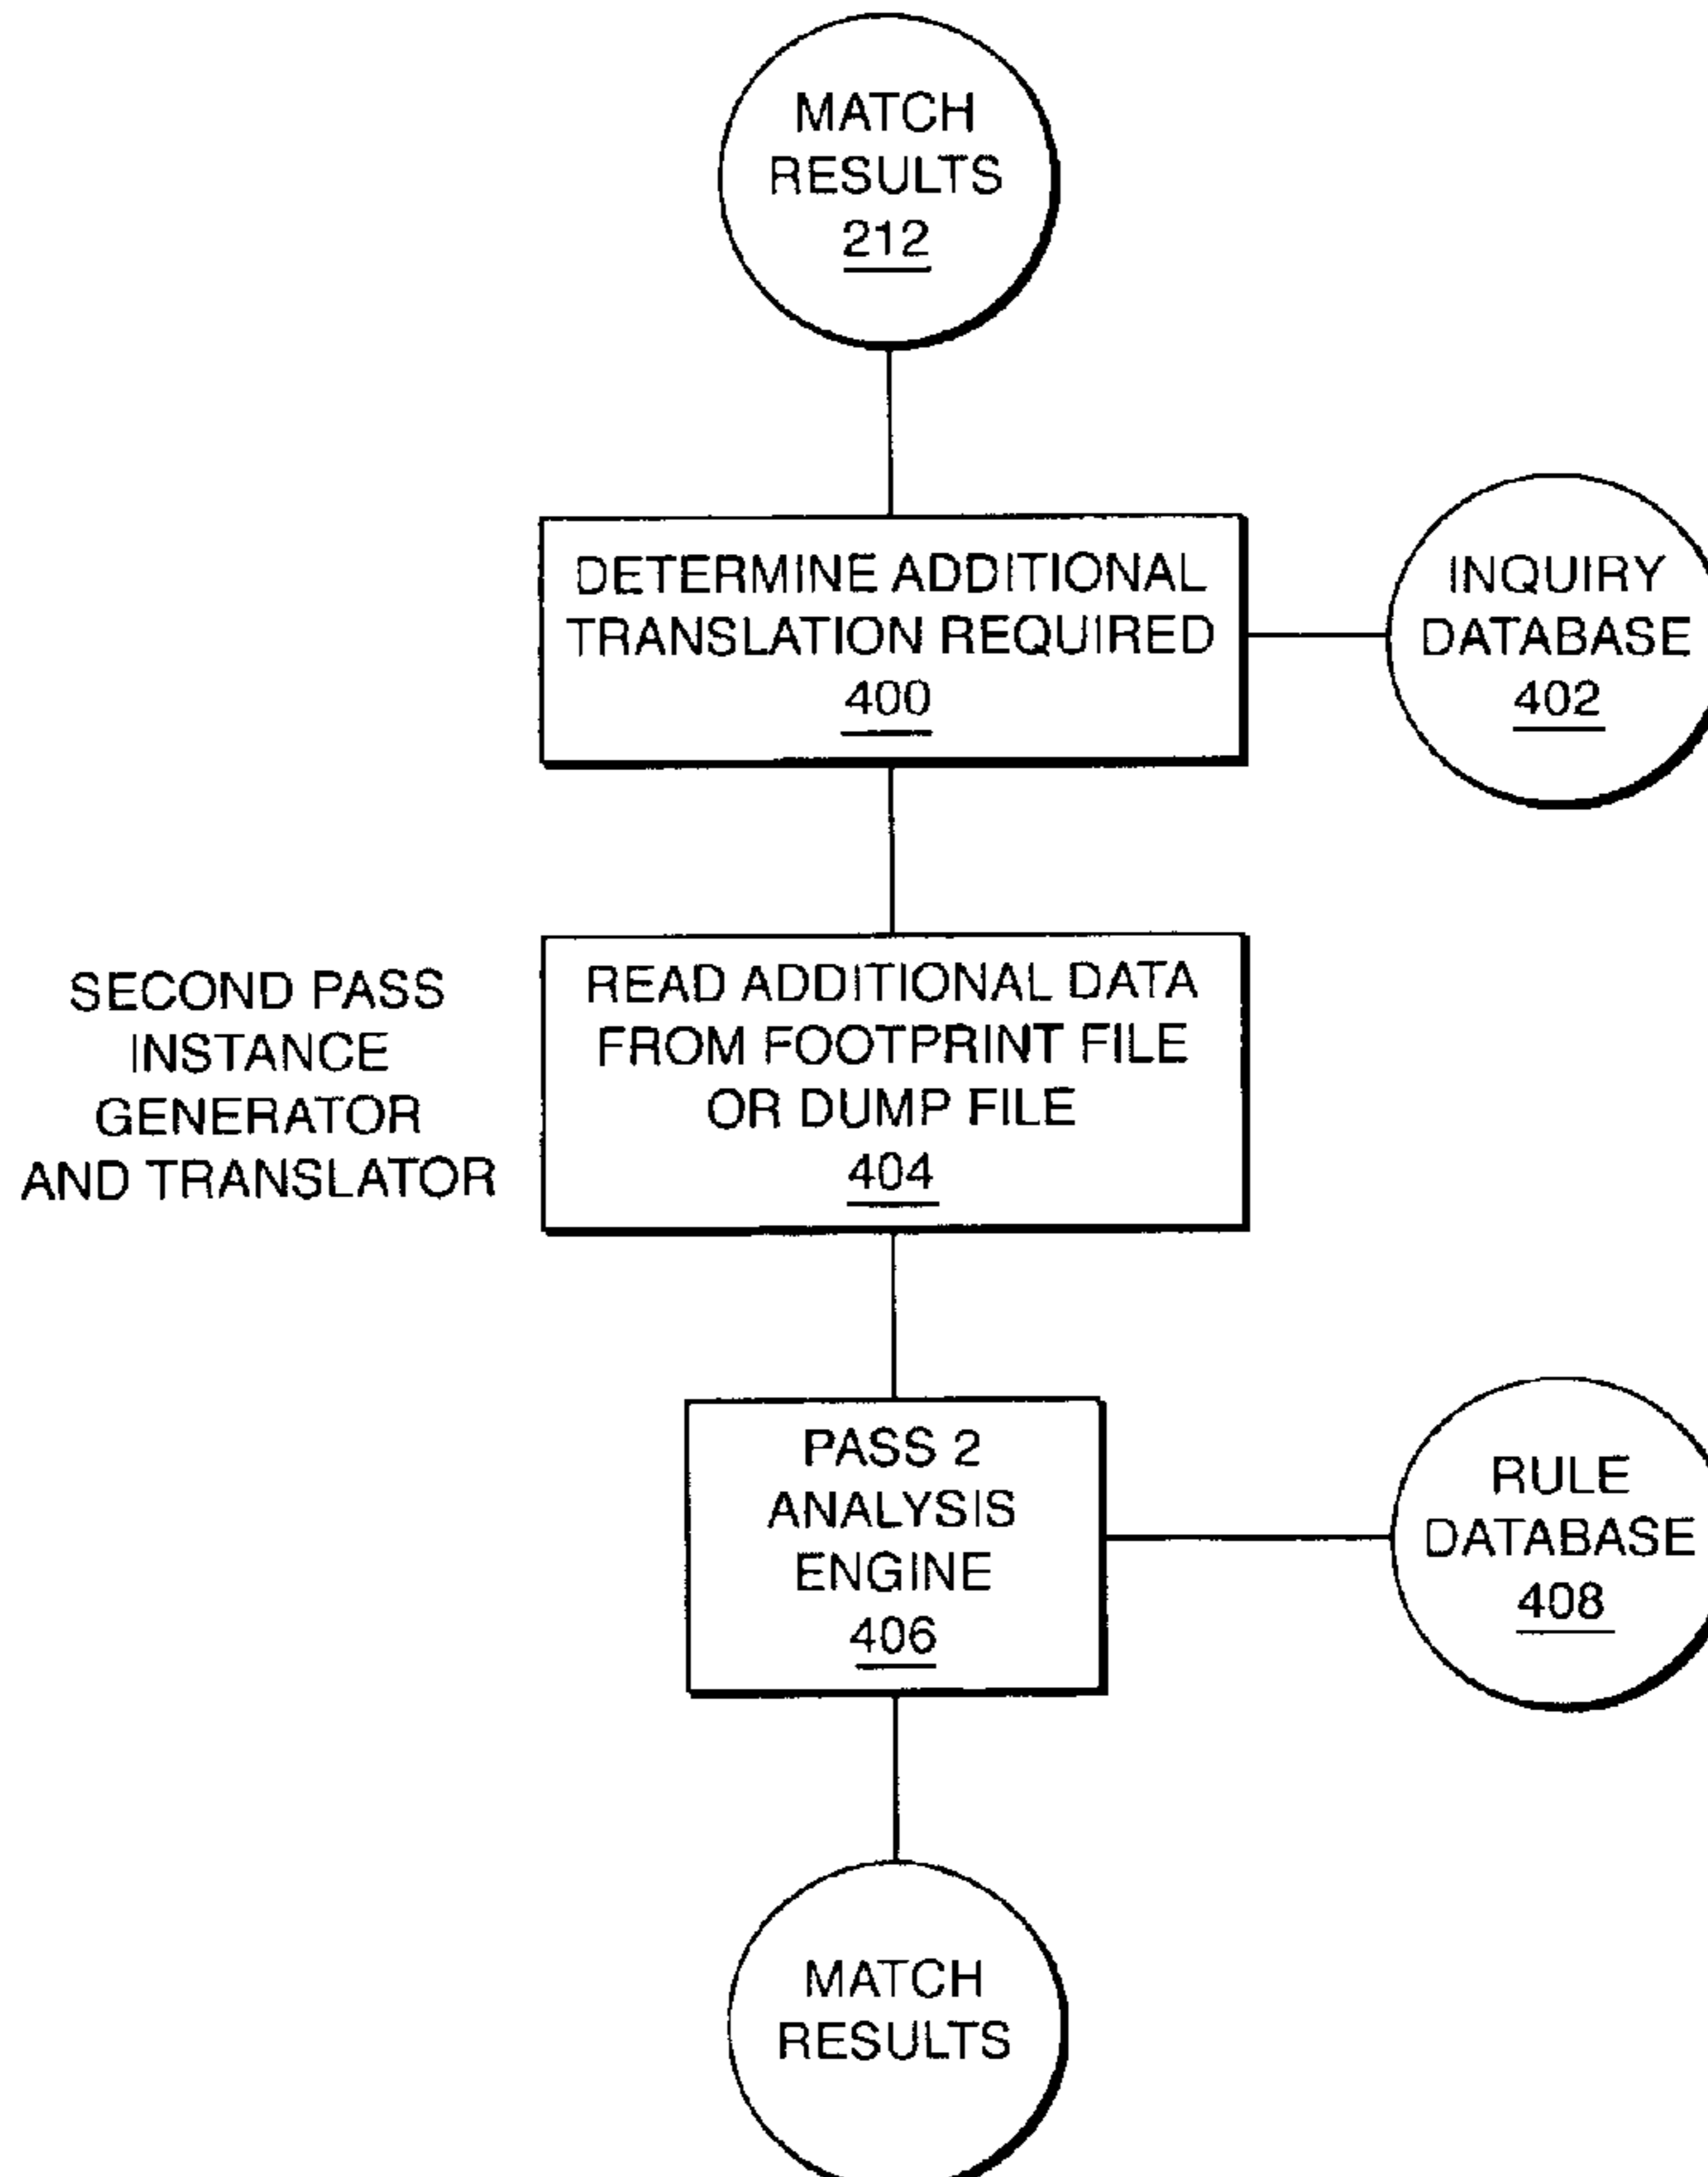 MATCH
RESULTS
212
DETERMINE ADDITIONAL
TRANSLATION REQUIRED
400
INQUIRY
DATABASE
402
SECOND PASS
INSTANCE
GENERATOR
AND TRANSLATOR
READ ADDITIONAL DATA
FROM FOOTPRINT FILE
OR DUMP FILE
404
PASS 2
ANALYSIS
ENGINE
406
RULE
DATABASE
408
MATCH
RESULTS